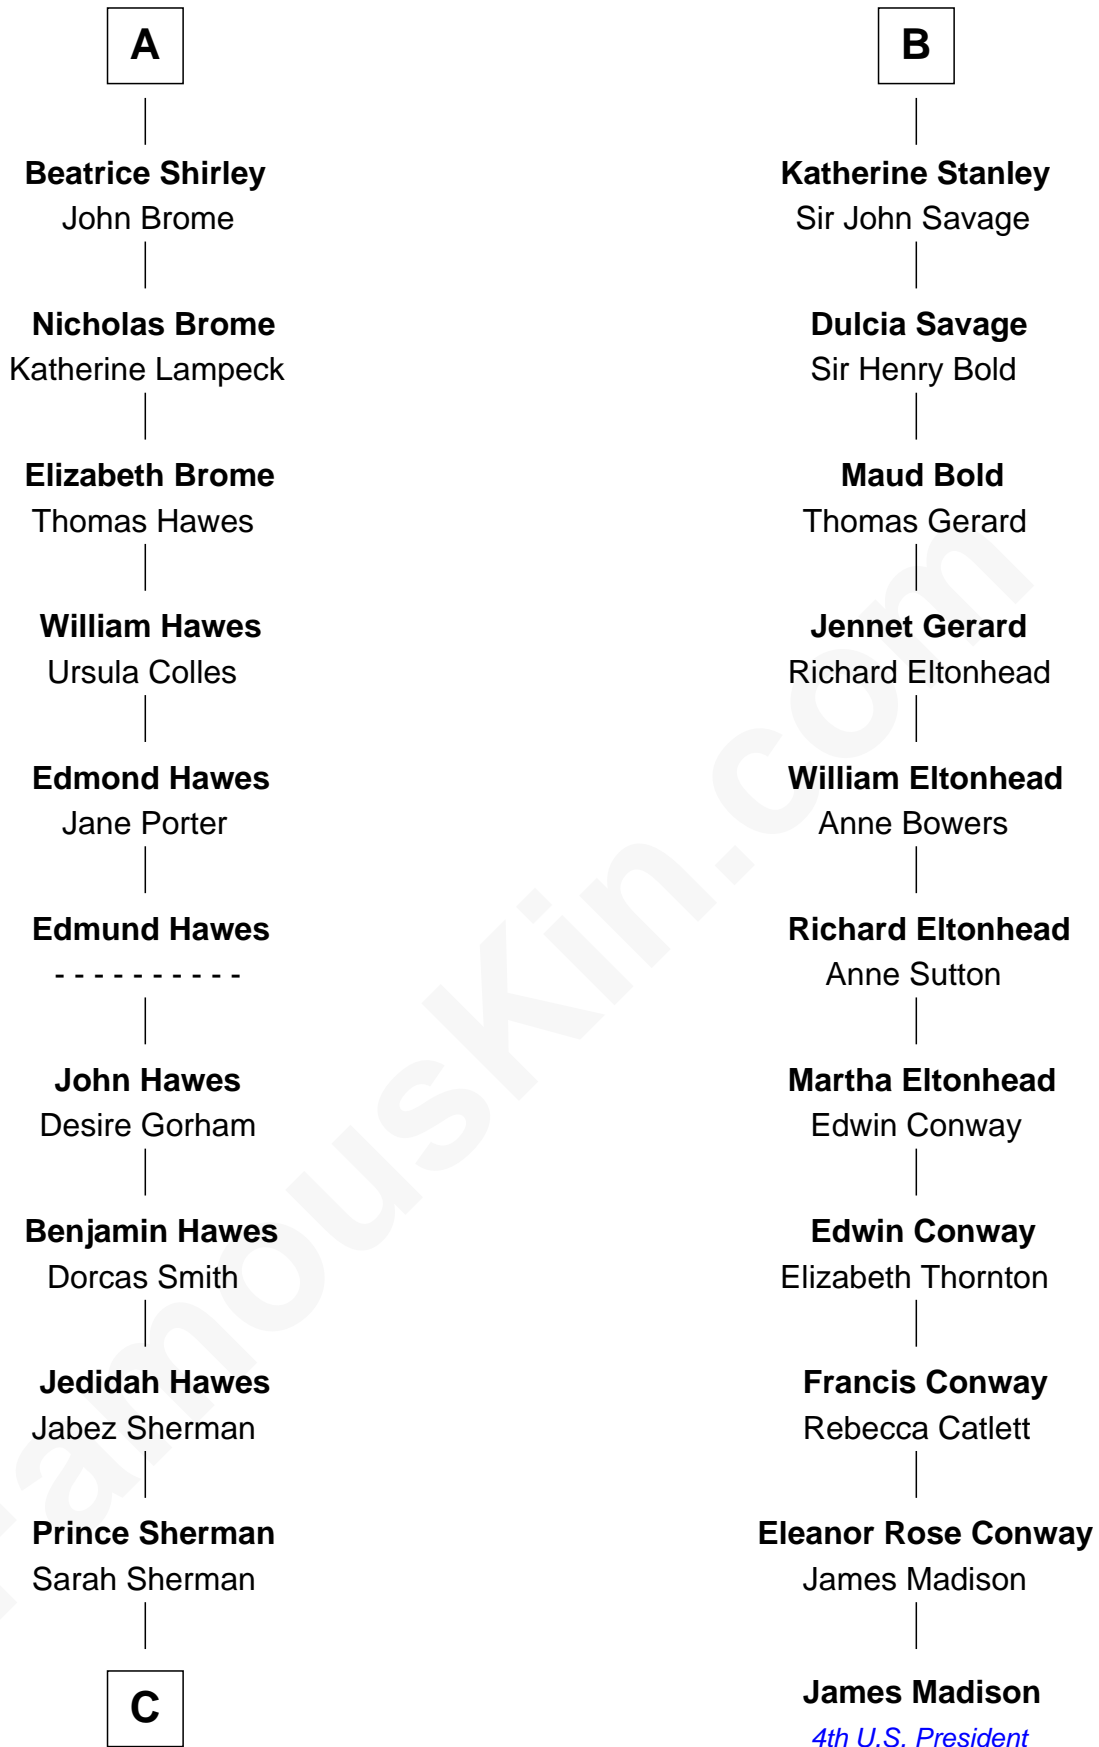 A
Beatrice Shirley
John Brome
Nicholas Brome
Katherine Lampeck
Elizabeth Brome
Thomas Hawes
William Hawes
Ursula Colles
Edmond Hawes
Jane Porter
Edmund Hawes
- - - - - - - - - -
John Hawes
Desire Gorham
Benjamin Hawes
Dorcas Smith
Jedidah Hawes
Jabez Sherman
Prince Sherman
Sarah Sherman
C
B
Katherine Stanley
Sir John Savage
Dulcia Savage
Sir Henry Bold
Maud Bold
Thomas Gerard
Jennet Gerard
Richard Eltonhead
William Eltonhead
Anne Bowers
Richard Eltonhead
Anne Sutton
Martha Eltonhead
Edwin Conway
Edwin Conway
Elizabeth Thornton
Francis Conway
Rebecca Catlett
Eleanor Rose Conway
James Madison
James Madison
4th U.S. President
FamousKin.com